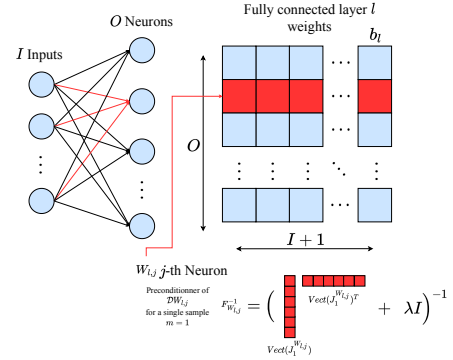 O Neurons
I Inputs
Fully connected layer l
weights
b_l
...
...
O
...
...
I + 1
W_{l,j} j-th Neuron
Preconditionner of
𝒟W_{l,j}
for a single sample
m = 1
F^{-1}_{W_{l,j}} = ( Vect(J_1^{W_{l,j}}) Vect(J_1^{W_{l,j}})^T + λI )^{-1}